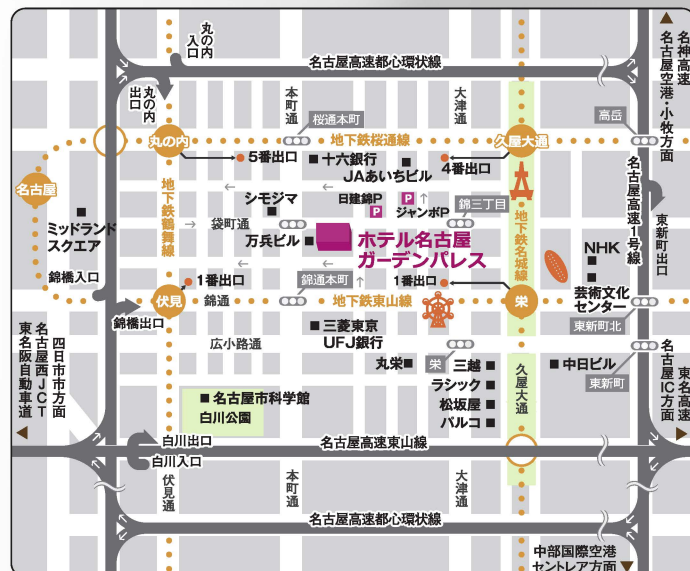 丸の内
入口
名古屋高速都心環状線
名神高速
名古屋空港・小牧方面
丸の内
出口
本町通
大津通
桜通本町
高岳
丸の内
地下鉄桜通線
久屋大通
5番出口
十六銀行
JAあいちビル
4番出口
名古屋高速1号線
名古屋
地下鉄鶴舞線
シモジマ
日建錦P
ジャンボP
P
P
錦三丁目
地下鉄名城線
東新町出口
ミッドランド
スクエア
袋町通
万兵ビル
ホテル名古屋
ガーデンパレス
NHK
錦橋入口
1番出口
錦通本町
1番出口
芸術文化
センター
伏見
錦通
地下鉄東山線
栄
錦橋出口
東新町北
三菱東京
UFJ銀行
広小路通
栄
丸栄
三越
ラシック
松坂屋
パルコ
久屋大通
中日ビル
東新町
東名高速
名古屋IC方面
四日市市方面
名古屋西JCT
東名阪自動車道
名古屋市科学館
白川公園
白川出口
白川入口
名古屋高速東山線
伏見通
本町通
大津通
名古屋高速都心環状線
中部国際空港
セントレア方面